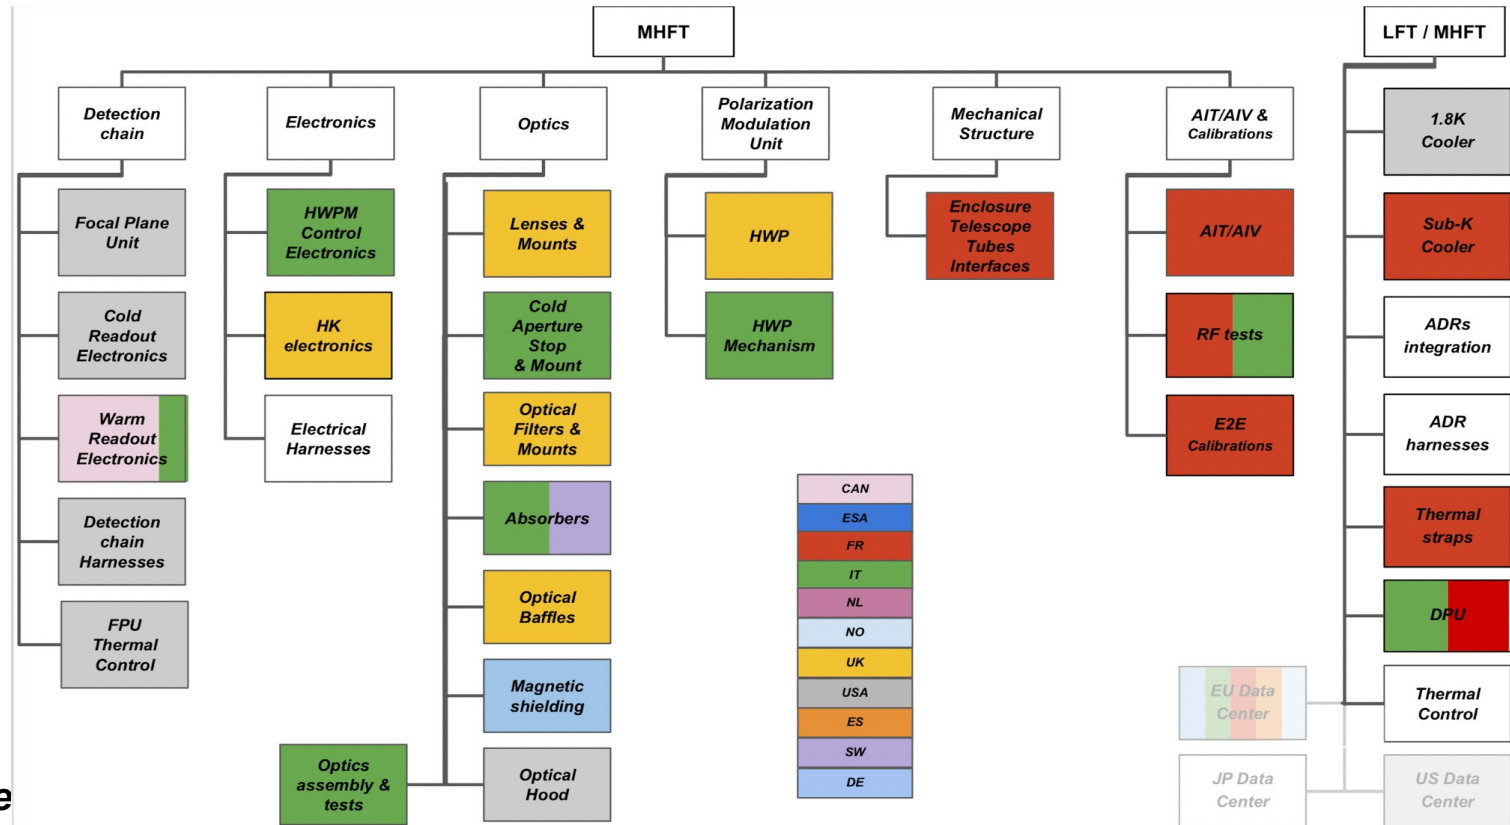 MHFT
LFT / MHFT
Detection
chain
Electronics
Optics
Polarization
Modulation
Unit
Mechanical
Structure
AIT/AIV &
Calibrations
Focal Plane
Unit
Cold
Readout
Electronics
Warm
Readout
Electronics
Detection
chain
Harnesses
FPU
Thermal
Control
HWPM
Control
Electronics
HK
electronics
Electrical
Harnesses
Lenses &
Mounts
Cold
Aperture
Stop
& Mount
Optical
Filters &
Mounts
Absorbers
Optical
Baffles
Magnetic
shielding
Optical
Hood
Optics
assembly &
tests
HWP
HWP
Mechanism
Enclosure
Telescope
Tubes
Interfaces
AIT/AIV
RF tests
E2E
Calibrations
1.8K
Cooler
Sub-K
Cooler
ADRs
integration
ADR
harnesses
Thermal
straps
DPU
Thermal
Control
EU Data
Center
JP Data
Center
US Data
Center
CAN
ESA
FR
IT
NL
NO
UK
USA
ES
SW
DE
e